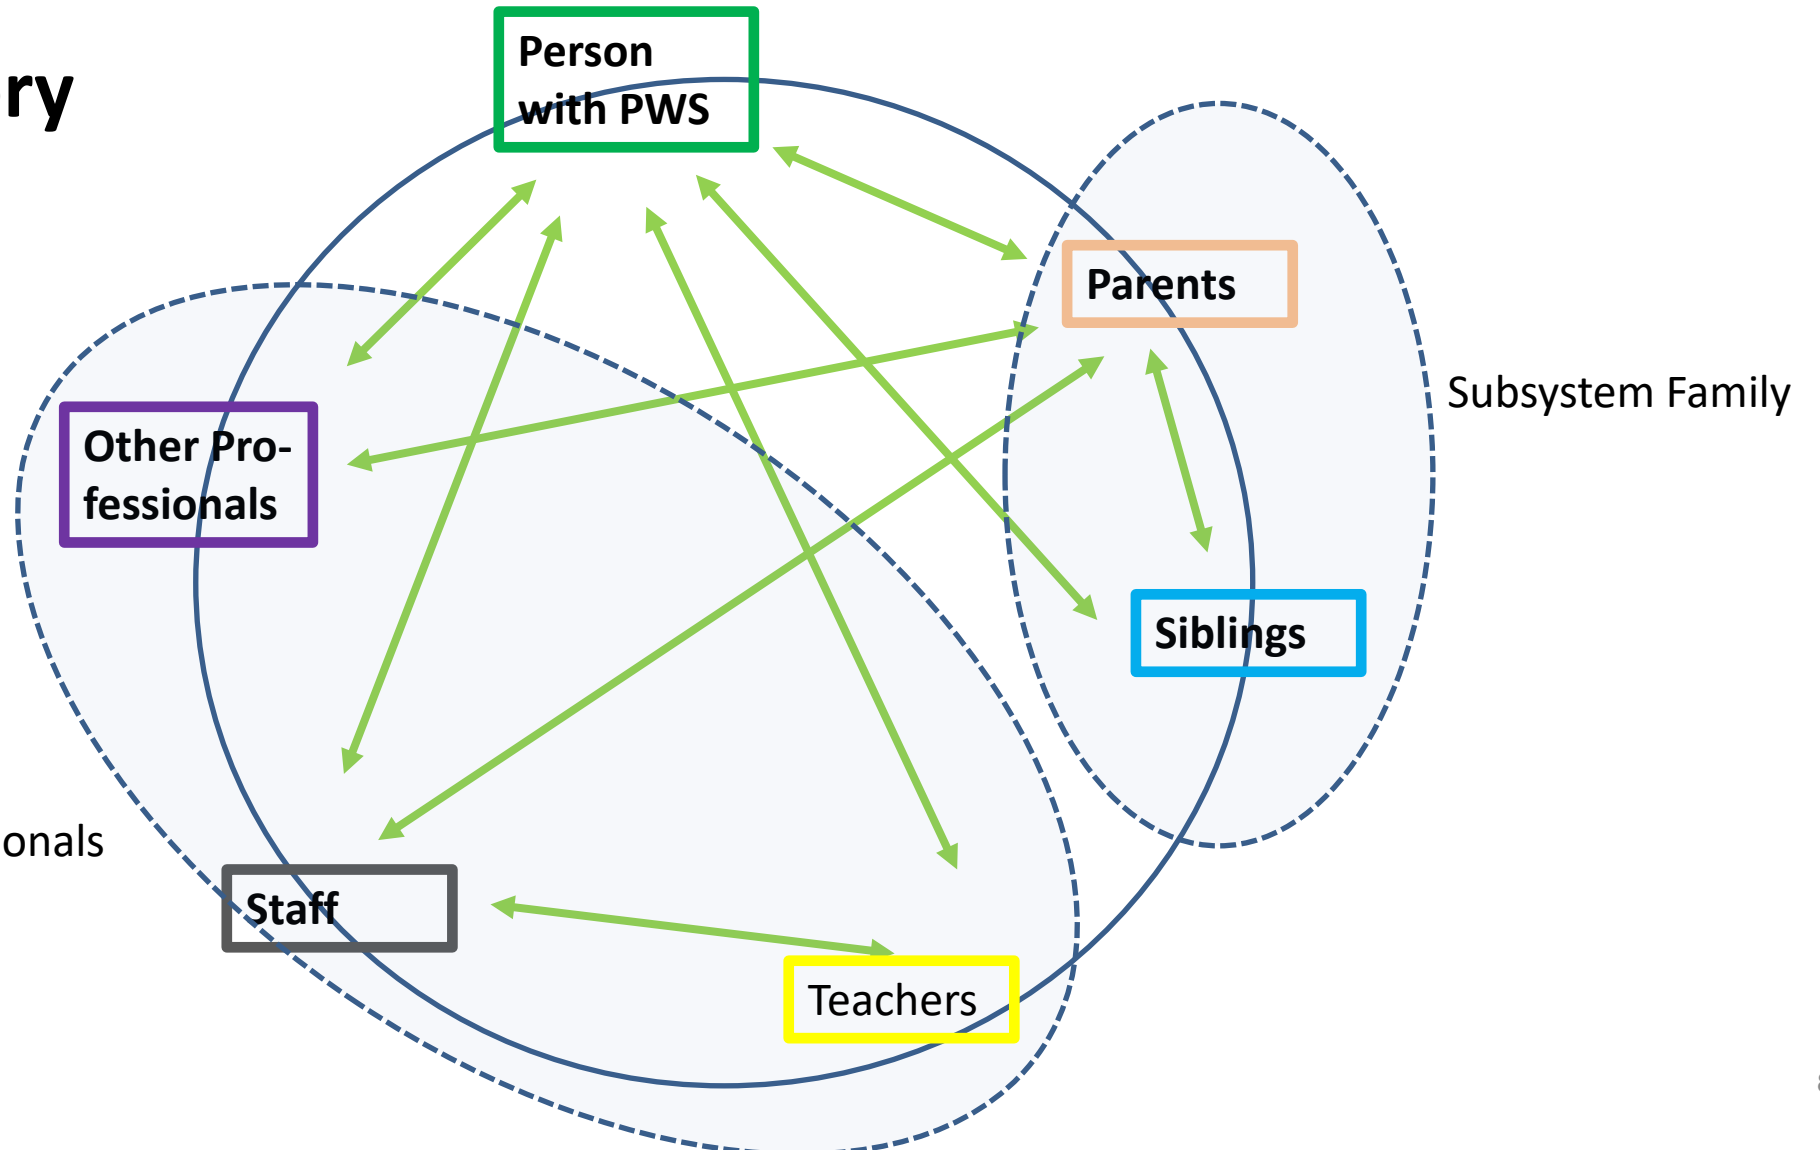 ry
Person
with PWS
Parents
Subsystem Family
Other Pro-
fessionals
Siblings
onals
Staff
Teachers